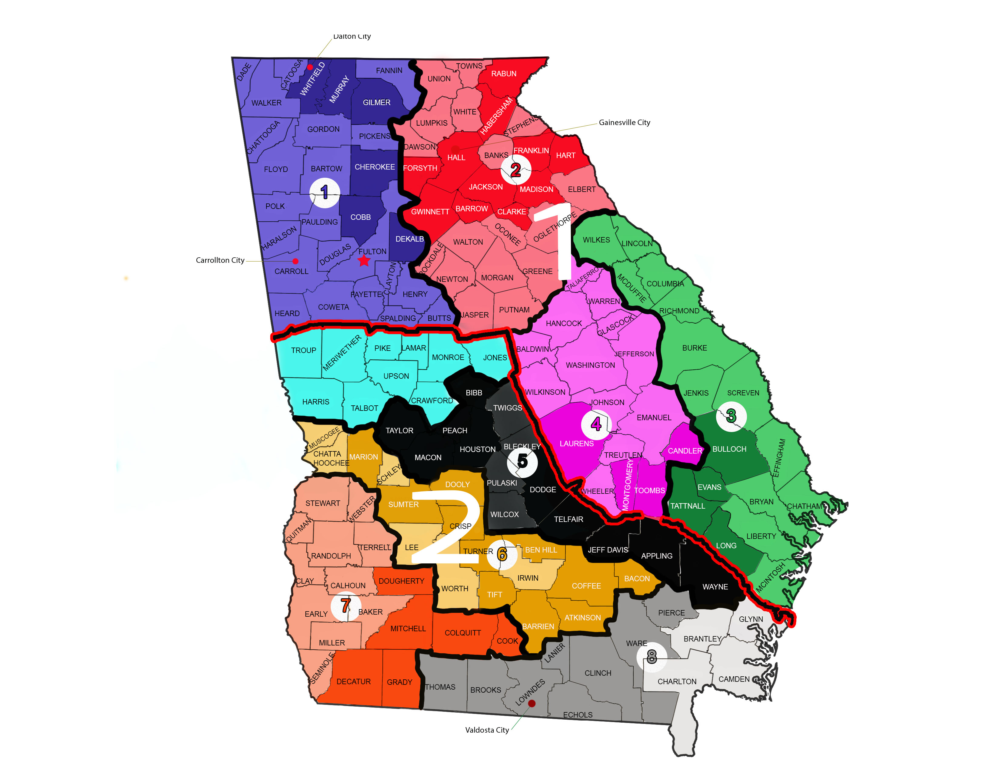 Dalton City
DADE
CATOOSA
WHITFIELD
MURRAY
FANNIN
UNION
TOWNS
RABUN
WALKER
GILMER
WHITE
HABERSHAM
STEPHENS
Gainesville City
CHATTOOGA
GORDON
PICKENS
LUMPKIS
DAWSON
HALL
BANKS
FRANKLIN
HART
FLOYD
BARTOW
CHEROKEE
FORSYTH
2
1
JACKSON
MADISON
ELBERT
POLK
PAULDING
COBB
GWINNETT
BARROW
CLARKE
OGLETHORPE
1
HARALSON
DOUGLAS
FULTON
DEKALB
WALTON
OCONEE
WILKES
LINCOLN
Carrollton City
CARROLL
CLAYTON
ROCKDALE
NEWTON
MORGAN
GREENE
TALIAFERRO
MCDUFFIE
COLUMBIA
HEARD
COWETA
FAYETTE
HENRY
SPALDING
BUTTS
JASPER
PUTNAM
HANCOCK
WARREN
GLASCOCK
RICHMOND
TROUP
MERIWETHER
PIKE
LAMAR
MONROE
JONES
BALDWIN
WASHINGTON
JEFFERSON
BURKE
UPSON
HARRIS
TALBOT
CRAWFORD
BIBB
TWIGGS
WILKINSON
JOHNSON
EMANUEL
JENKIS
SCREVEN
3
4
MUSCOGEE
CHATTA
HOOCHEE
MARION
TAYLOR
PEACH
MACON
HOUSTON
BLECKLEY
5
LAURENS
TREUTLEN
CANDLER
BULLOCH
EFFINGHAM
SCHLEY
DOOLY
PULASKI
DODGE
WHEELER
MONTGOMERY
TOOMBS
EVANS
TATTNALL
BRYAN
CHATHAM
STEWART
WEBSTER
SUMTER
2
CRISP
WILCOX
TELFAIR
QUITMAN
RANDOLPH
TERRELL
LEE
TURNER
6
BEN HILL
JEFF DAVIS
APPLING
LONG
LIBERTY
MCINTOSH
CLAY
CALHOUN
DOUGHERTY
WORTH
TIFT
IRWIN
COFFEE
BACON
WAYNE
7
EARLY
BAKER
MITCHELL
COLQUITT
COOK
BARRIEN
ATKINSON
PIERCE
GLYNN
MILLER
LANIER
WARE
8
BRANTLEY
SEMINOLE
DECATUR
GRADY
THOMAS
BROOKS
LOWNDES
CLINCH
CHARLTON
CAMDEN
ECHOLS
Valdosta City